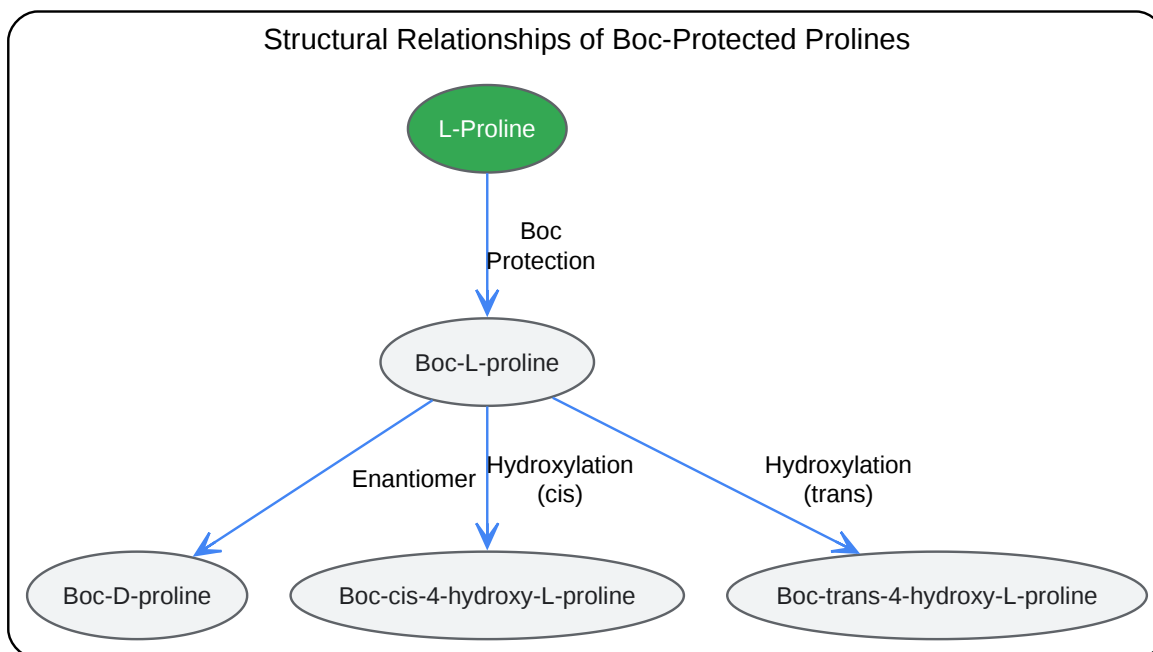 Structural Relationships of Boc-Protected Prolines
L-Proline
Boc
Protection
Boc-L-proline
Enantiomer
Hydroxylation
(cis)
Hydroxylation
(trans)
Boc-D-proline
Boc-cis-4-hydroxy-L-proline
Boc-trans-4-hydroxy-L-proline